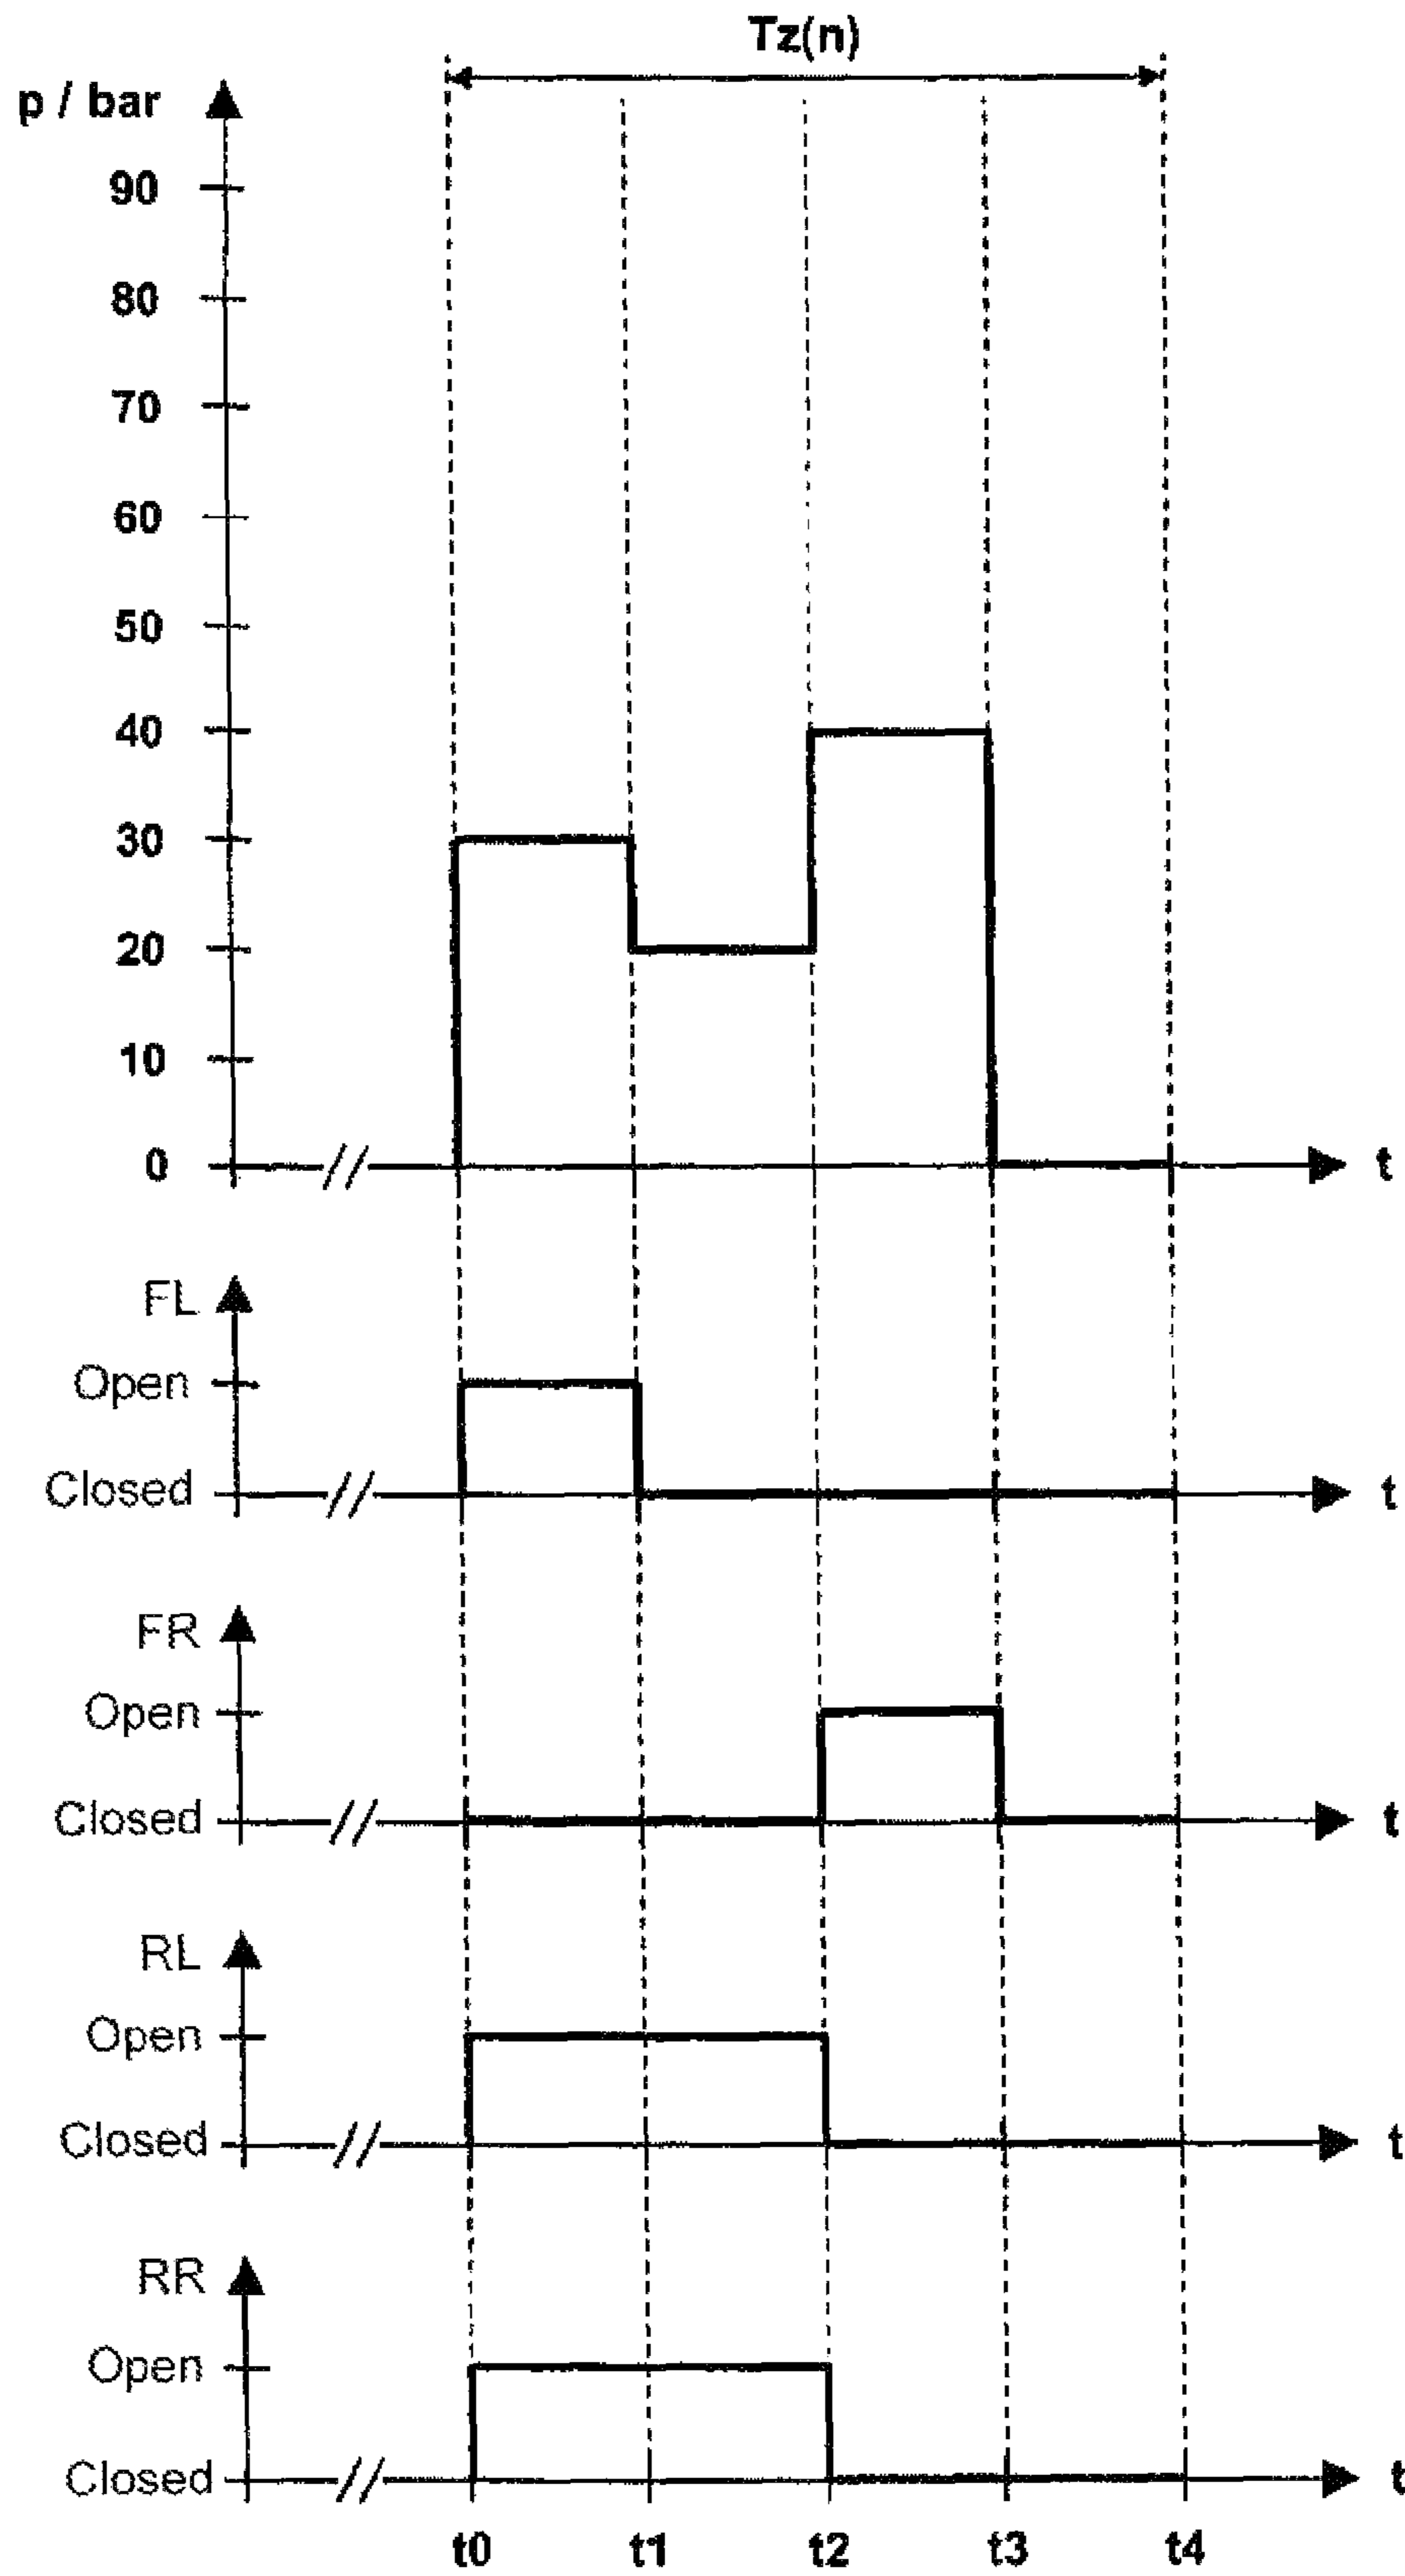 Tz(n)
p / bar
90
80
70
60
50
40
30
20
10
0
t
FL
Open
Closed
t
FR
Open
Closed
t
RL
Open
Closed
t
RR
Open
Closed
t
t0 t1 t2 t3 t4